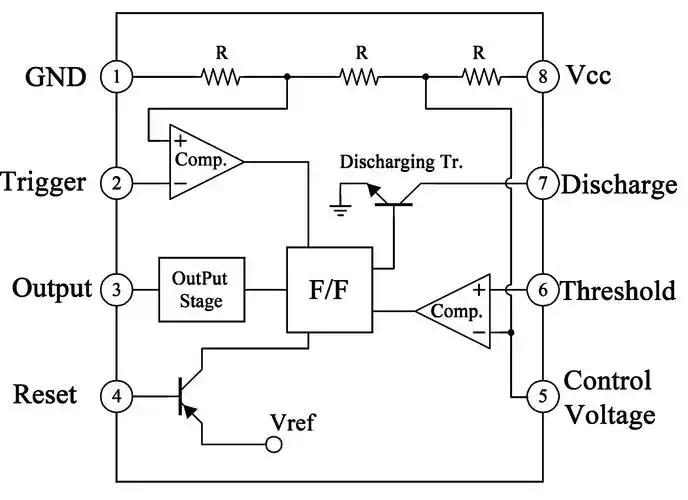 R R R
GND 1 8 Vcc
+
Comp.
−
Discharging Tr.
Trigger 2 7 Discharge
Output 3 OutPut
Stage
F/F
+
Comp.
−
6 Threshold
Reset 4 5 Control
Voltage
Vref